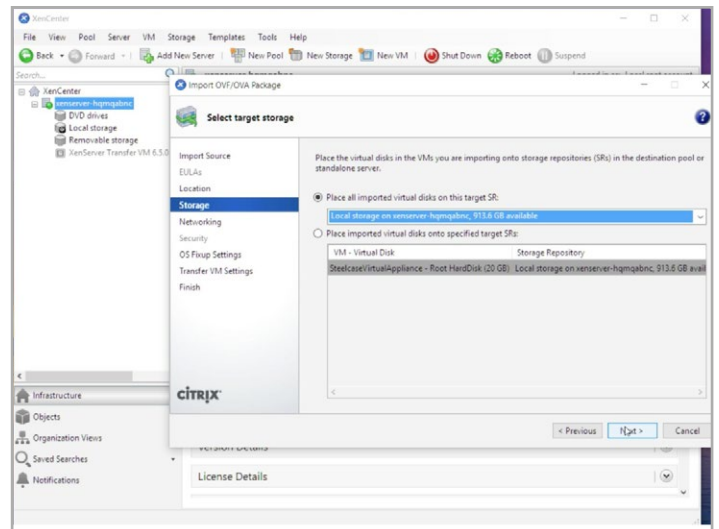 XenCenter
File View Pool Server VM Storage Templates Tools Help
Back Forward Add New Server New Pool New Storage New VM Shut Down Reboot Suspend
Search...
XenCenter
xenserver-hqmqabnc
DVD drives
Local storage
Removable storage
XenServer Transfer VM 6.5.0
Import OVF/OVA Package
Select target storage
Import Source
EULAs
Location
Storage
Networking
Security
OS Fixup Settings
Transfer VM Settings
Finish
CITRIX
Place the virtual disks in the VMs you are importing onto storage repositories (SRs) in the destination pool or
standalone server.
Place all imported virtual disks on this target SR:
Local storage on xenserver-hqmqabnc, 913.6 GB available
Place imported virtual disks onto specified target SRs:
VM - Virtual Disk Storage Repository
SteelcaseVirtualAppliance - Root HardDisk (20 GB) Local storage on xenserver-hqmqabnc, 913.6 GB avail
< Previous Next > Cancel
Infrastructure
Objects
Organization Views
Saved Searches
Notifications
Version Details
License Details